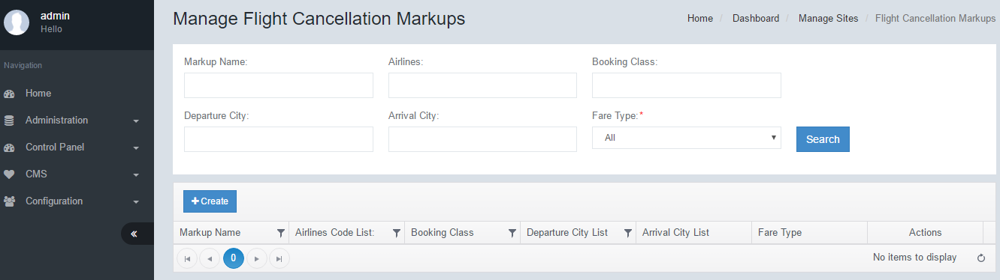 admin
Hello
Navigation
Home
Administration
Control Panel
CMS
Configuration
Manage Flight Cancellation Markups
Home / Dashboard / Manage Sites / Flight Cancellation Markups
Markup Name: Airlines: Booking Class:
Departure City: Arrival City: Fare Type:*
All
Search
Create
Markup Name Airlines Code List: Booking Class Departure City List Arrival City List Fare Type Actions
0 No items to display